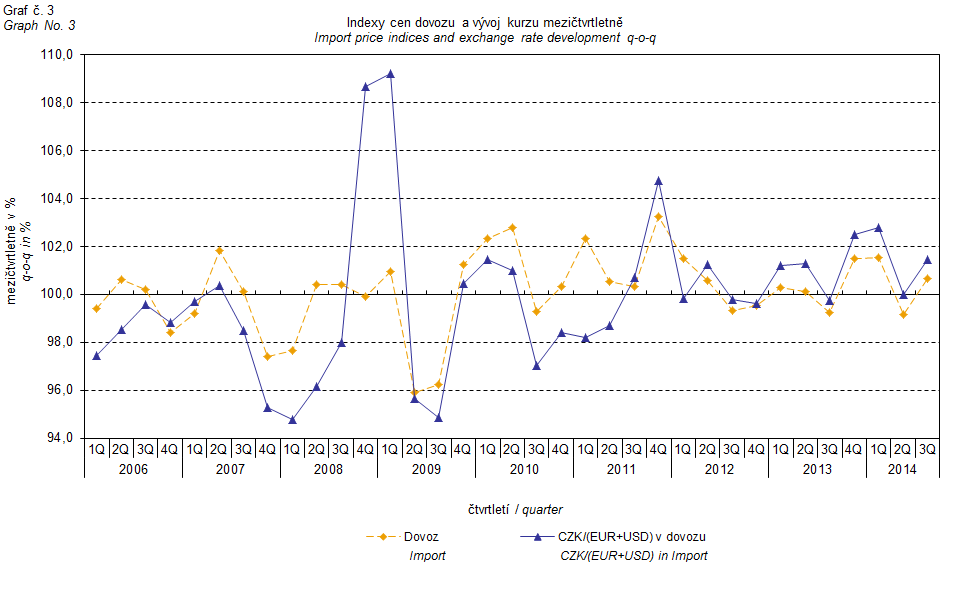 Graf č. 3
Graph No. 3
Indexy cen dovozu a vývoj kurzu mezičtvrtletně
Import price indices and exchange rate development q-o-q
mezičtvrtletně v %
q-o-q in %
110,0
108,0
106,0
104,0
102,0
100,0
98,0
96,0
94,0
1Q 2Q 3Q 4Q 1Q 2Q 3Q 4Q 1Q 2Q 3Q 4Q 1Q 2Q 3Q 4Q 1Q 2Q 3Q 4Q 1Q 2Q 3Q 4Q 1Q 2Q 3Q 4Q 1Q 2Q 3Q 4Q 1Q 2Q 3Q
2006 2007 2008 2009 2010 2011 2012 2013 2014
čtvrtletí / quarter
Dovoz CZK/(EUR+USD) v dovozu
Import CZK/(EUR+USD) in Import